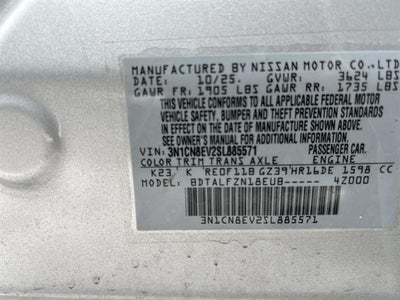 MANUFACTURED BY NISSAN MOTOR CO., LTD
DATE: 10/25. GVWR: 3624 LBS
GAWR FR: 1905 LBS GAWR RR: 1735 LBS
THIS VEHICLE CONFORMS TO ALL APPLICABLE FEDERAL MOTOR
VEHICLE SAFETY, BUMPER AND THEFT PREVENTION STANDARDS
IN EFFECT ON THE DATE OF MANUFACTURE SHOWN ABOVE.
SEE OWNER'S MANUAL FOR ADDITIONAL INFORMATION
VIN: 3N1CN8EV2SL885571 PASSENGER CAR.
COLOR TRIM TRANS AXLE ENGINE
K23 K RE0F11B GZ39 HR16DE 1598 CC
MODEL: BDTALFZN18EUB----- 4Z000
3N1CN8EV2SL885571